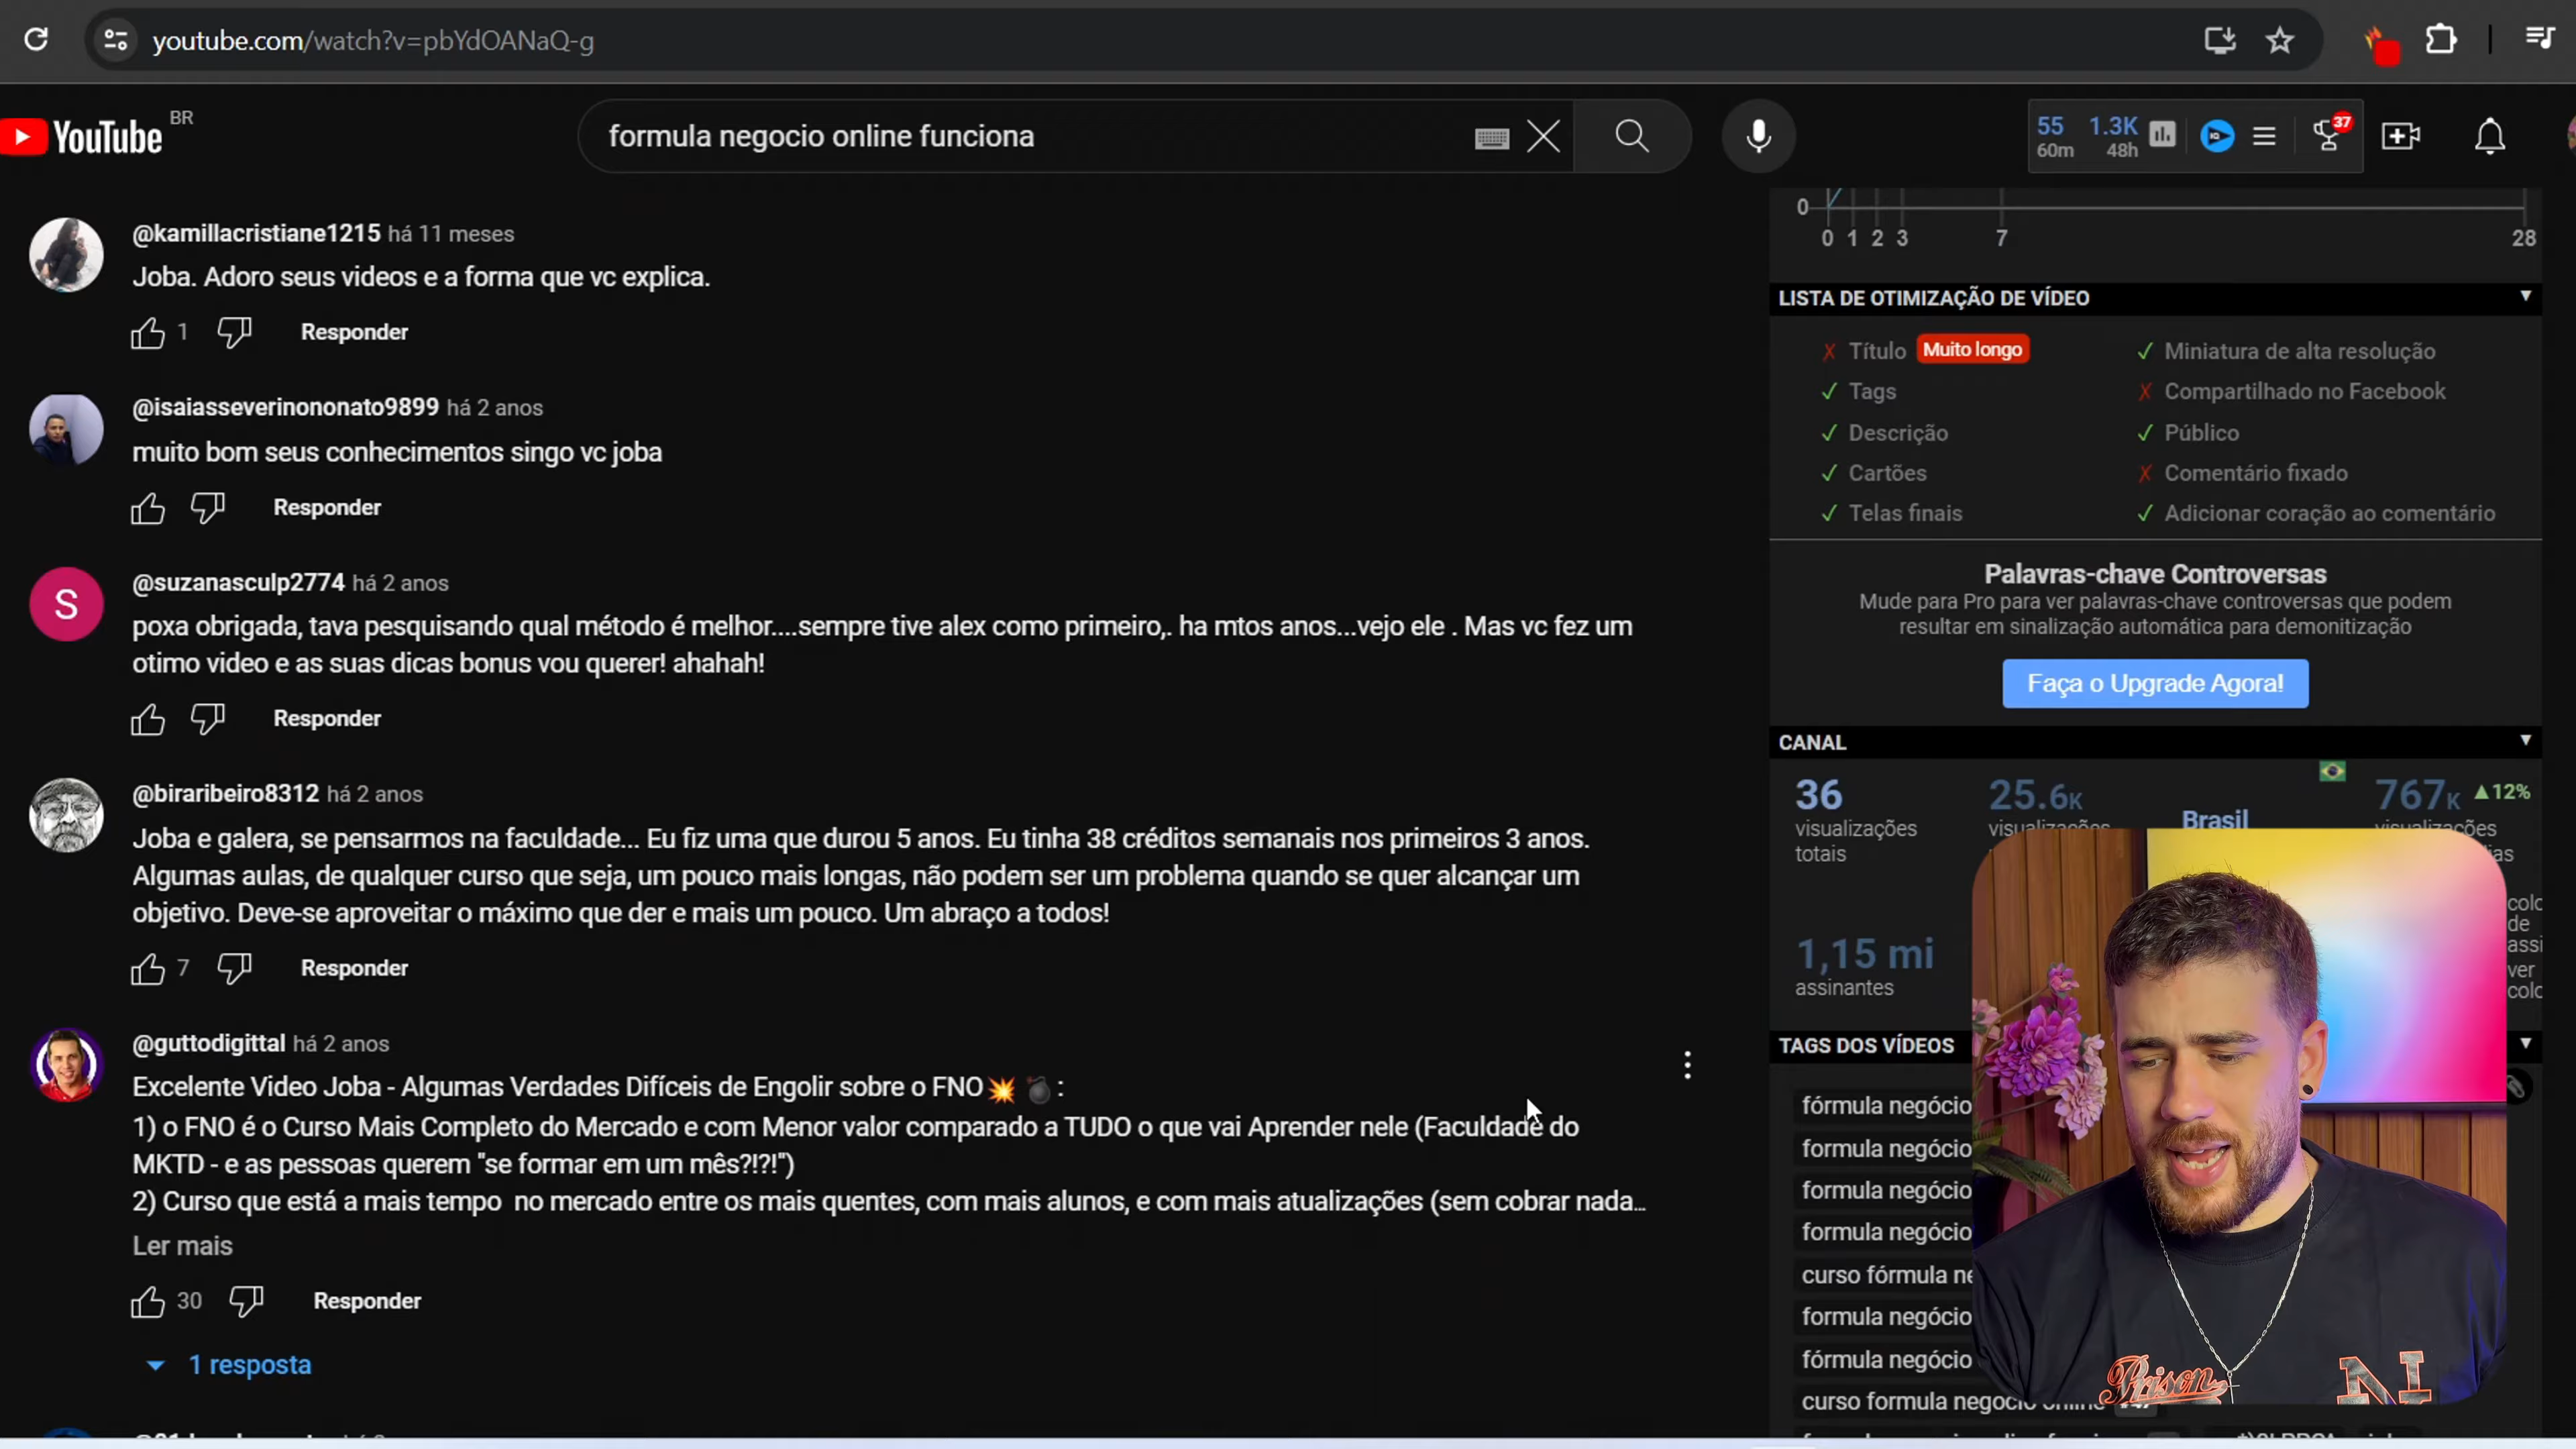 youtube.com/watch?v=pbYdOANaQ-g
YouTube BR
formula negocio online funciona
55 1.3K
60m 48h
37
@kamillacristiane1215 há 11 meses
Joba. Adoro seus videos e a forma que vc explica.
1 Responder
@isaiasseverinononato9899 há 2 anos
muito bom seus conhecimentos singo vc joba
Responder
S
@suzanasculp2774 há 2 anos
poxa obrigada, tava pesquisando qual método é melhor....sempre tive alex como primeiro,. ha mtos anos...vejo ele . Mas vc fez um
otimo video e as suas dicas bonus vou querer! ahahah!
Responder
@biraribeiro8312 há 2 anos
Joba e galera, se pensarmos na faculdade... Eu fiz uma que durou 5 anos. Eu tinha 38 créditos semanais nos primeiros 3 anos.
Algumas aulas, de qualquer curso que seja, um pouco mais longas, não podem ser um problema quando se quer alcançar um
objetivo. Deve-se aproveitar o máximo que der e mais um pouco. Um abraço a todos!
7 Responder
@guttodigittal há 2 anos
Excelente Video Joba - Algumas Verdades Difíceis de Engolir sobre o FNO💥 💣 :
1) o FNO é o Curso Mais Completo do Mercado e com Menor valor comparado a TUDO o que vai Aprender nele (Faculdade do
MKTD - e as pessoas querem "se formar em um mês?!?!")
2) Curso que está a mais tempo no mercado entre os mais quentes, com mais alunos, e com mais atualizações (sem cobrar nada...
Ler mais
30 Responder
1 resposta
0
0 1 2 3 7 28
LISTA DE OTIMIZAÇÃO DE VÍDEO
✗ Título Muito longo
✓ Miniatura de alta resolução
✓ Tags
✗ Compartilhado no Facebook
✓ Descrição
✓ Público
✓ Cartões
✗ Comentário fixado
✓ Telas finais
✓ Adicionar coração ao comentário
Palavras-chave Controversas
Mude para Pro para ver palavras-chave controversas que podem
resultar em sinalização automática para demonitização
Faça o Upgrade Agora!
CANAL
36 25.6K Brasil 767K ▲12%
visualizações visualizações visualizações
totais
1,15 mi
assinantes
colo
de
assi
ver
colo
TAGS DOS VÍDEOS
fórmula negócio
formula negócio
formula negócio
formula negócio
curso fórmula ne
formula negócio
fórmula negócio
curso formula negocio online
Prison
N